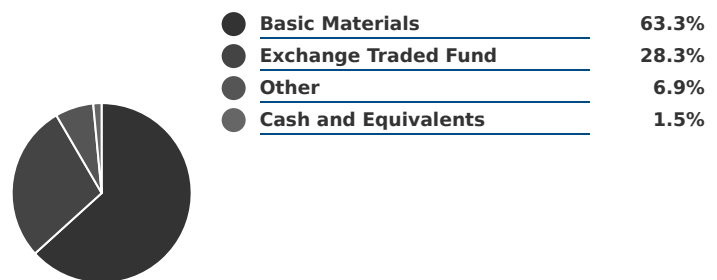 Basic Materials 63.3%
Exchange Traded Fund 28.3%
Other 6.9%
Cash and Equivalents 1.5%